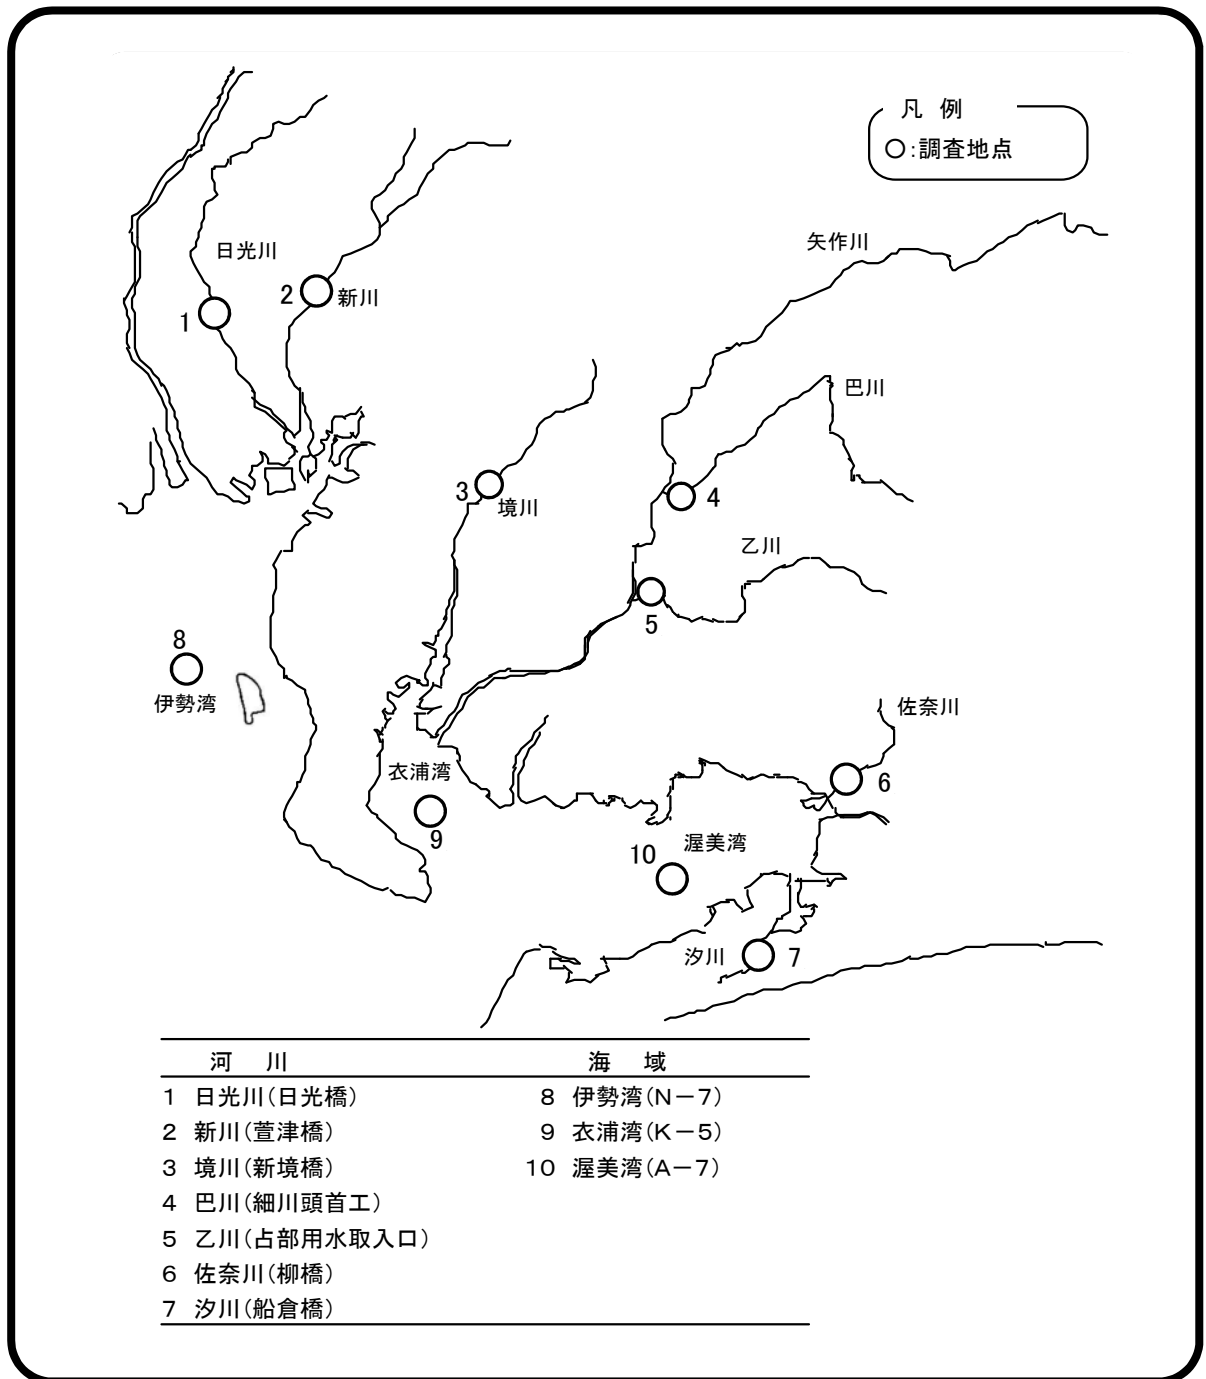 凡 例
○:調査地点
矢作川
日光川
2
新川
1
巴川
3
境川
4
乙川
5
8
伊勢湾
佐奈川
衣浦湾
6
9
渥美湾
10
汐川
7
河 川 海 域
1 日光川(日光橋) 8 伊勢湾(N-7)
2 新川(萱津橋) 9 衣浦湾(K-5)
3 境川(新境橋) 10 渥美湾(A-7)
4 巴川(細川頭首工)
5 乙川(占部用水取入口)
6 佐奈川(柳橋)
7 汐川(船倉橋)